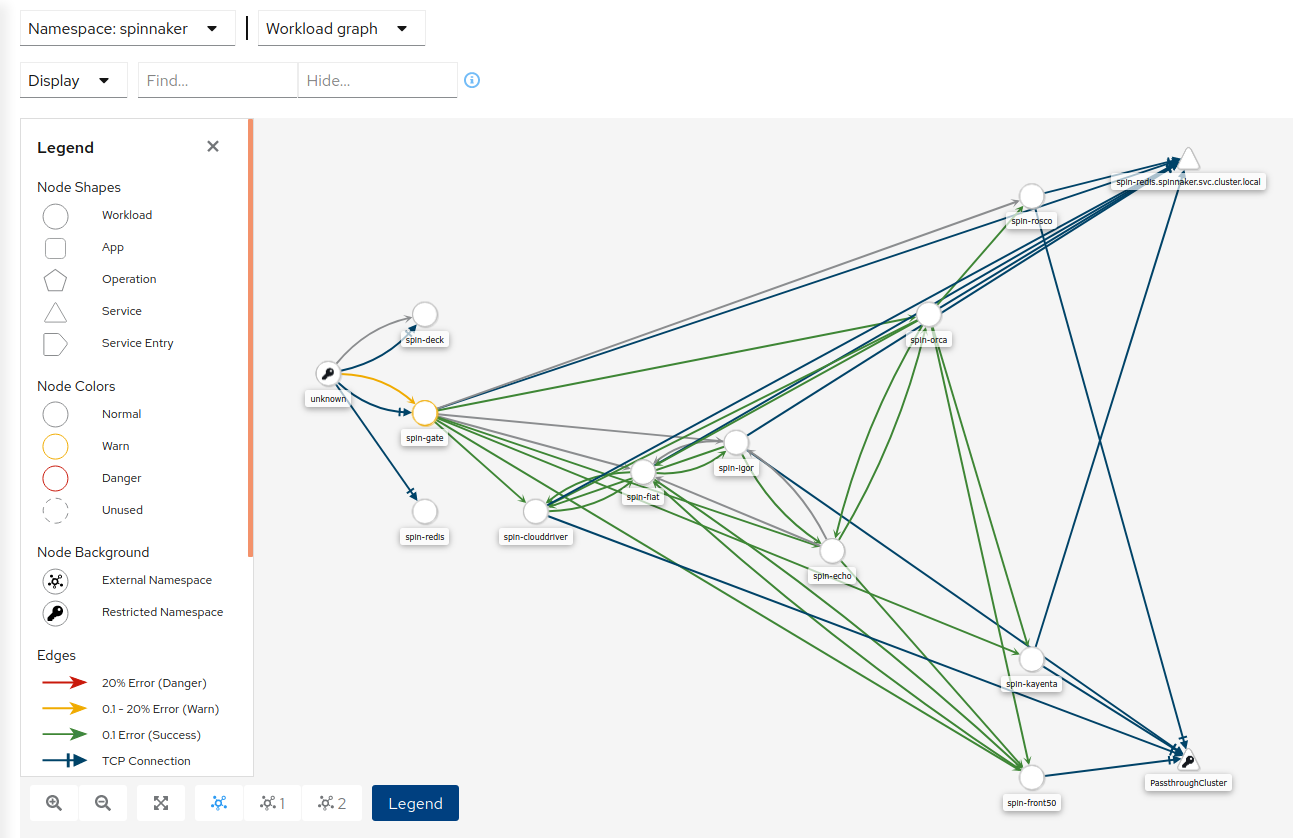 Namespace: spinnaker
Workload graph
Display
Find...
Hide...
Legend
Node Shapes
Workload
App
Operation
Service
Service Entry
Node Colors
Normal
Warn
Danger
Unused
Node Background
External Namespace
Restricted Namespace
Edges
20% Error (Danger)
0.1 - 20% Error (Warn)
0.1 Error (Success)
TCP Connection
1
2
Legend
spin-redis.spinnaker.svc.cluster.local
spin-rosco
spin-deck
spin-orca
unknown
spin-gate
spin-igor
spin-fiat
spin-redis
spin-clouddriver
spin-echo
spin-kayenta
PassthroughCluster
spin-front50